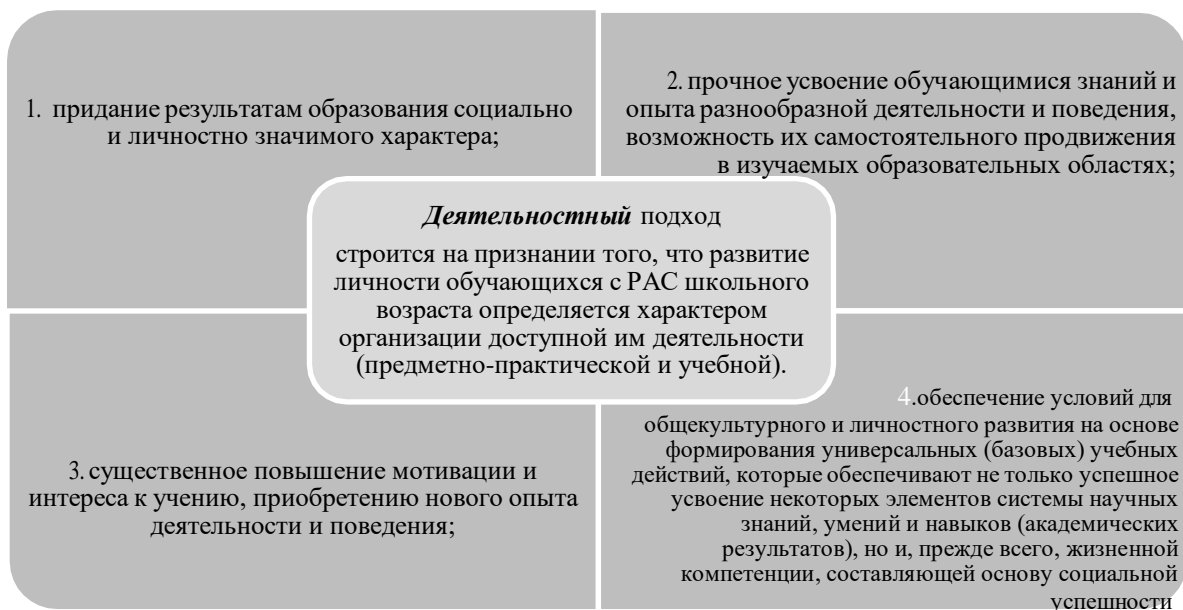 1. придание результатам образования социально
и личностно значимого характера;
2. прочное усвоение обучающимися знаний и
опыта разнообразной деятельности и поведения,
возможность их самостоятельного продвижения
в изучаемых образовательных областях;
Деятельностный подход
строится на признании того, что развитие
личности обучающихся с РАС школьного
возраста определяется характером
организации доступной им деятельности
(предметно-практической и учебной).
3. существенное повышение мотивации и
интереса к учению, приобретению нового опыта
деятельности и поведения;
4.обеспечение условий для
общекультурного и личностного развития на основе
формирования универсальных (базовых) учебных
действий, которые обеспечивают не только успешное
усвоение некоторых элементов системы научных
знаний, умений и навыков (академических
результатов), но и, прежде всего, жизненной
компетенции, составляющей основу социальной
успешности